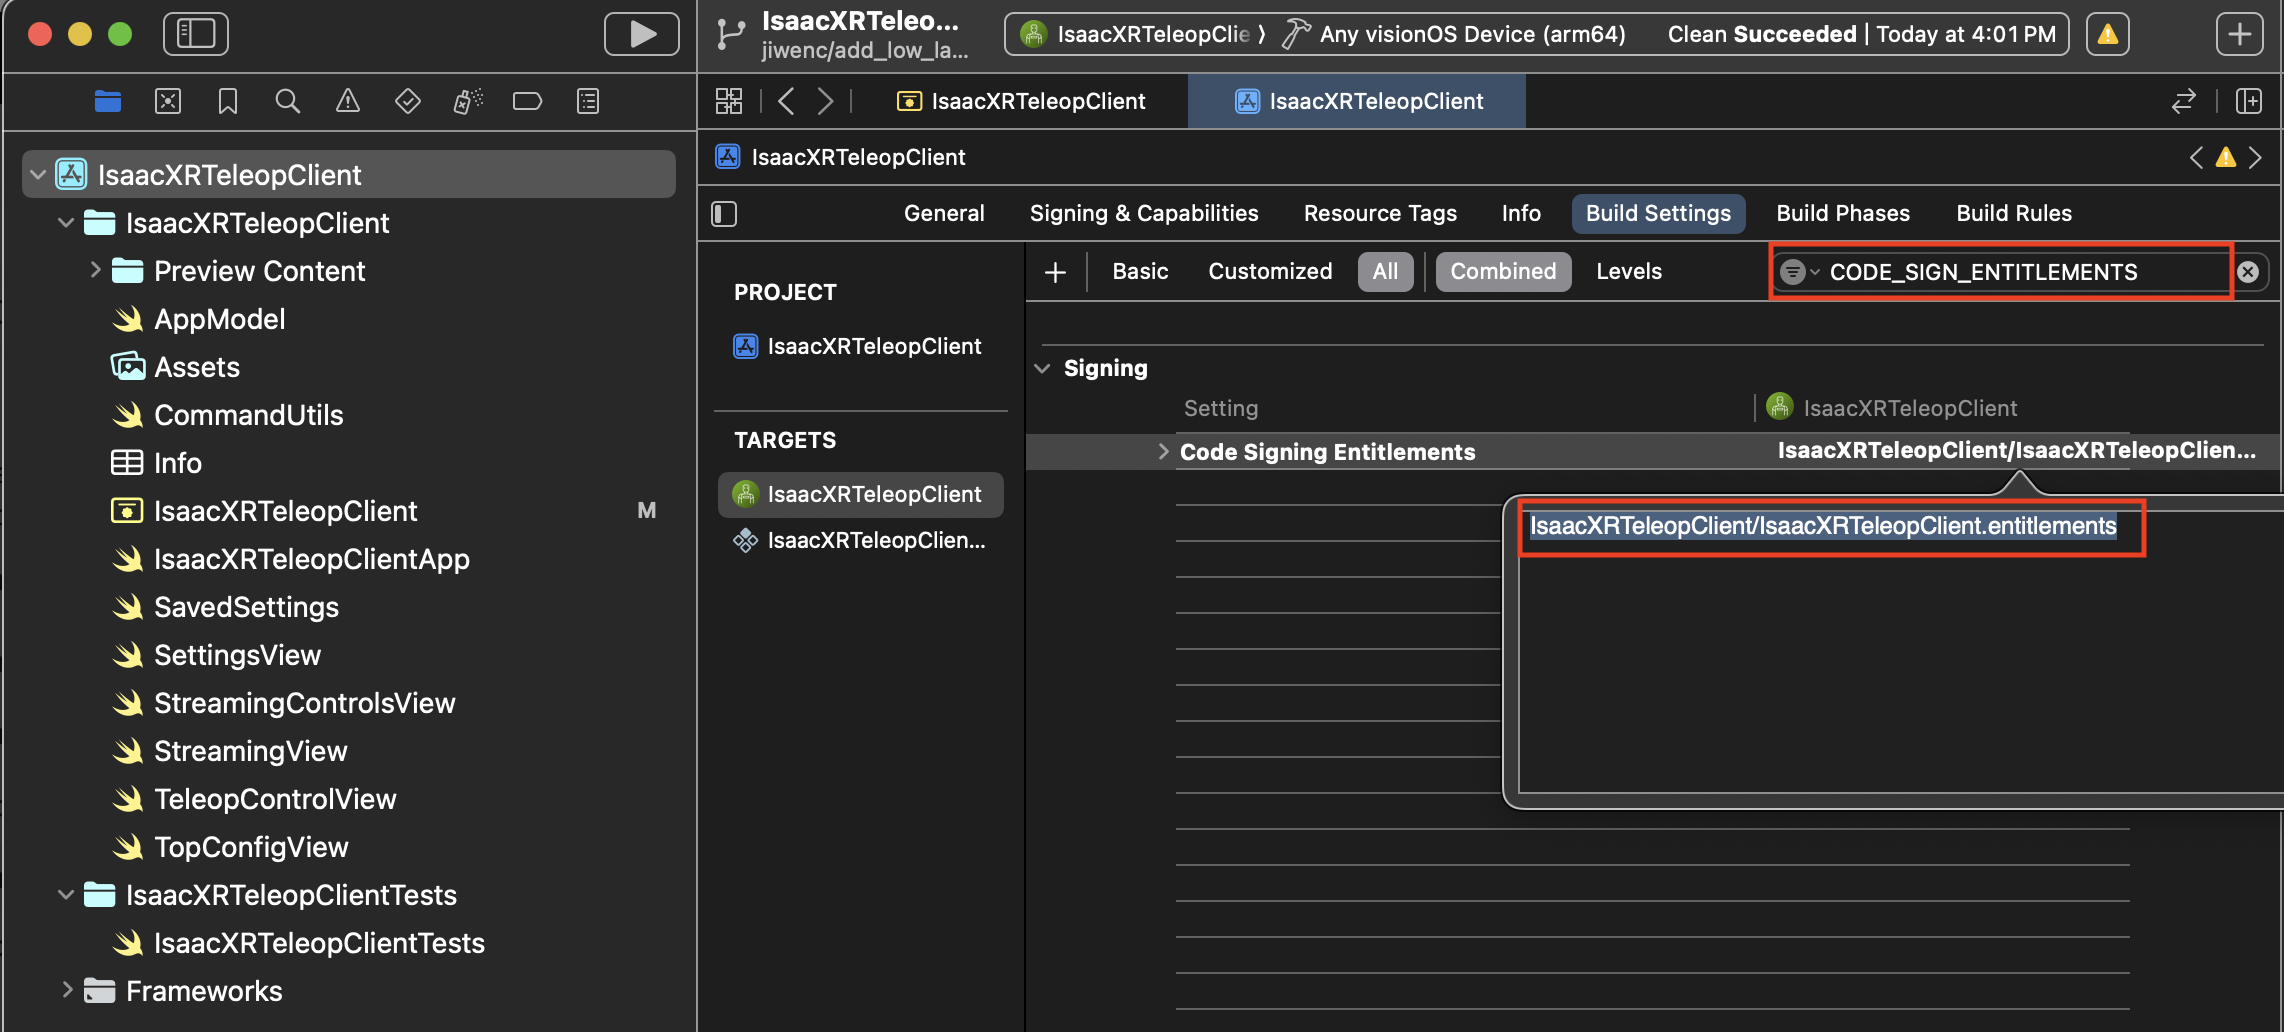 IsaacXRTeleo...
jiwenc/add_low_la...
IsaacXRTeleopClie
Any visionOS Device (arm64)
Clean Succeeded | Today at 4:01 PM
IsaacXRTeleopClient
IsaacXRTeleopClient
IsaacXRTeleopClient
General
Signing & Capabilities
Resource Tags
Info
Build Settings
Build Phases
Build Rules
Basic
Customized
All
Combined
Levels
CODE_SIGN_ENTITLEMENTS
IsaacXRTeleopClient
IsaacXRTeleopClient
Preview Content
AppModel
Assets
CommandUtils
Info
IsaacXRTeleopClient M
IsaacXRTeleopClientApp
SavedSettings
SettingsView
StreamingControlsView
StreamingView
TeleopControlView
TopConfigView
IsaacXRTeleopClientTests
IsaacXRTeleopClientTests
Frameworks
PROJECT
IsaacXRTeleopClient
TARGETS
IsaacXRTeleopClient
IsaacXRTeleopClien...
Signing
Setting
IsaacXRTeleopClient
Code Signing Entitlements
IsaacXRTeleopClient/IsaacXRTeleopClien...
IsaacXRTeleopClient/IsaacXRTeleopClient.entitlements